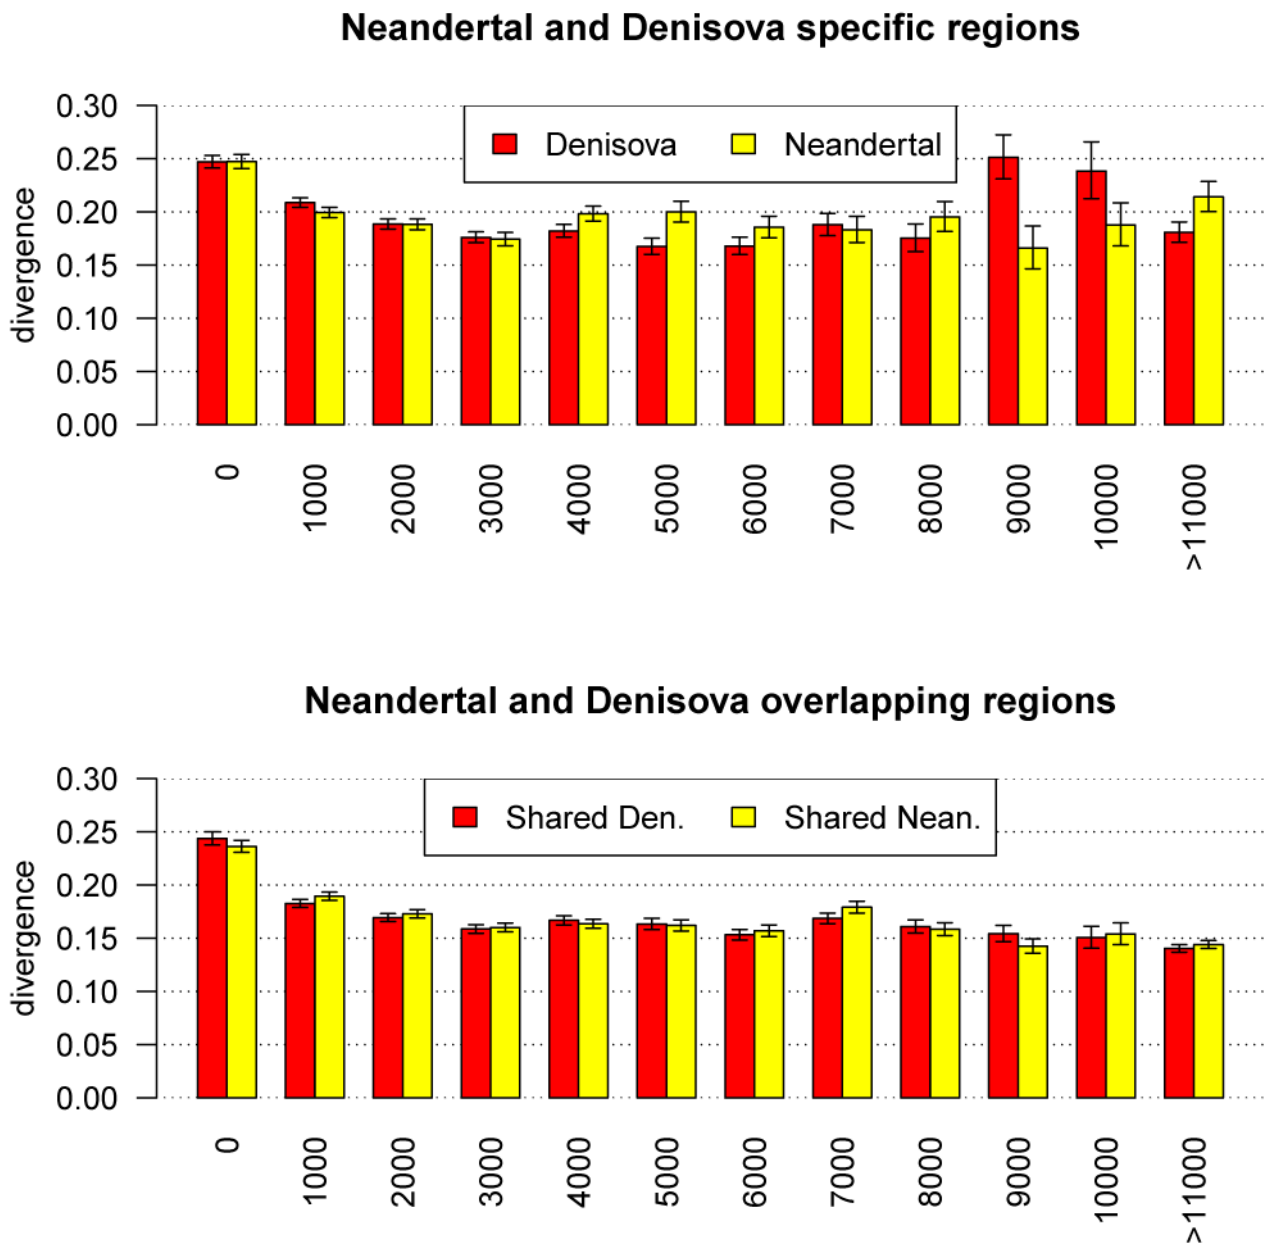 Neandertal and Denisova specific regions
0.30
Denisova Neandertal
0.25
0.20
0.15
0.10
0.05
0.00
divergence
0 1000 2000 3000 4000 5000 6000 7000 8000 9000 10000 >11000
Neandertal and Denisova overlapping regions
0.30
Shared Den. Shared Nean.
0.25
0.20
0.15
0.10
0.05
0.00
divergence
0 1000 2000 3000 4000 5000 6000 7000 8000 9000 10000 >11000